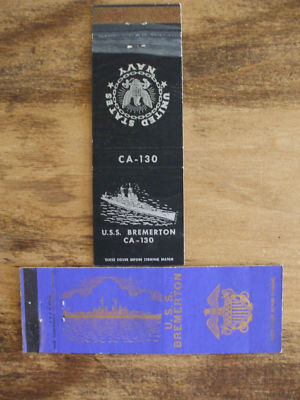 UNITED STATES
NAVY
CA-130
U.S.S. BREMERTON
CA-130
CLOSE COVER BEFORE STRIKING MATCH
U.S.S.
BREMERTON